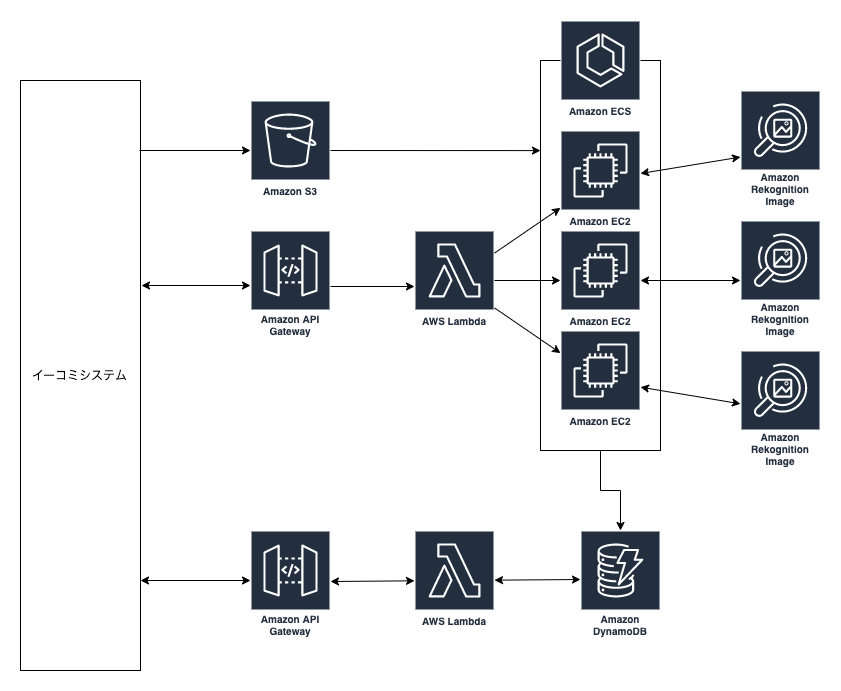 Amazon ECS
Amazon S3
Amazon EC2
Amazon
Rekognition
Image
イーコミシステム
Amazon API
Gateway
AWS Lambda
Amazon EC2
Amazon
Rekognition
Image
Amazon EC2
Amazon
Rekognition
Image
Amazon API
Gateway
AWS Lambda
Amazon
DynamoDB